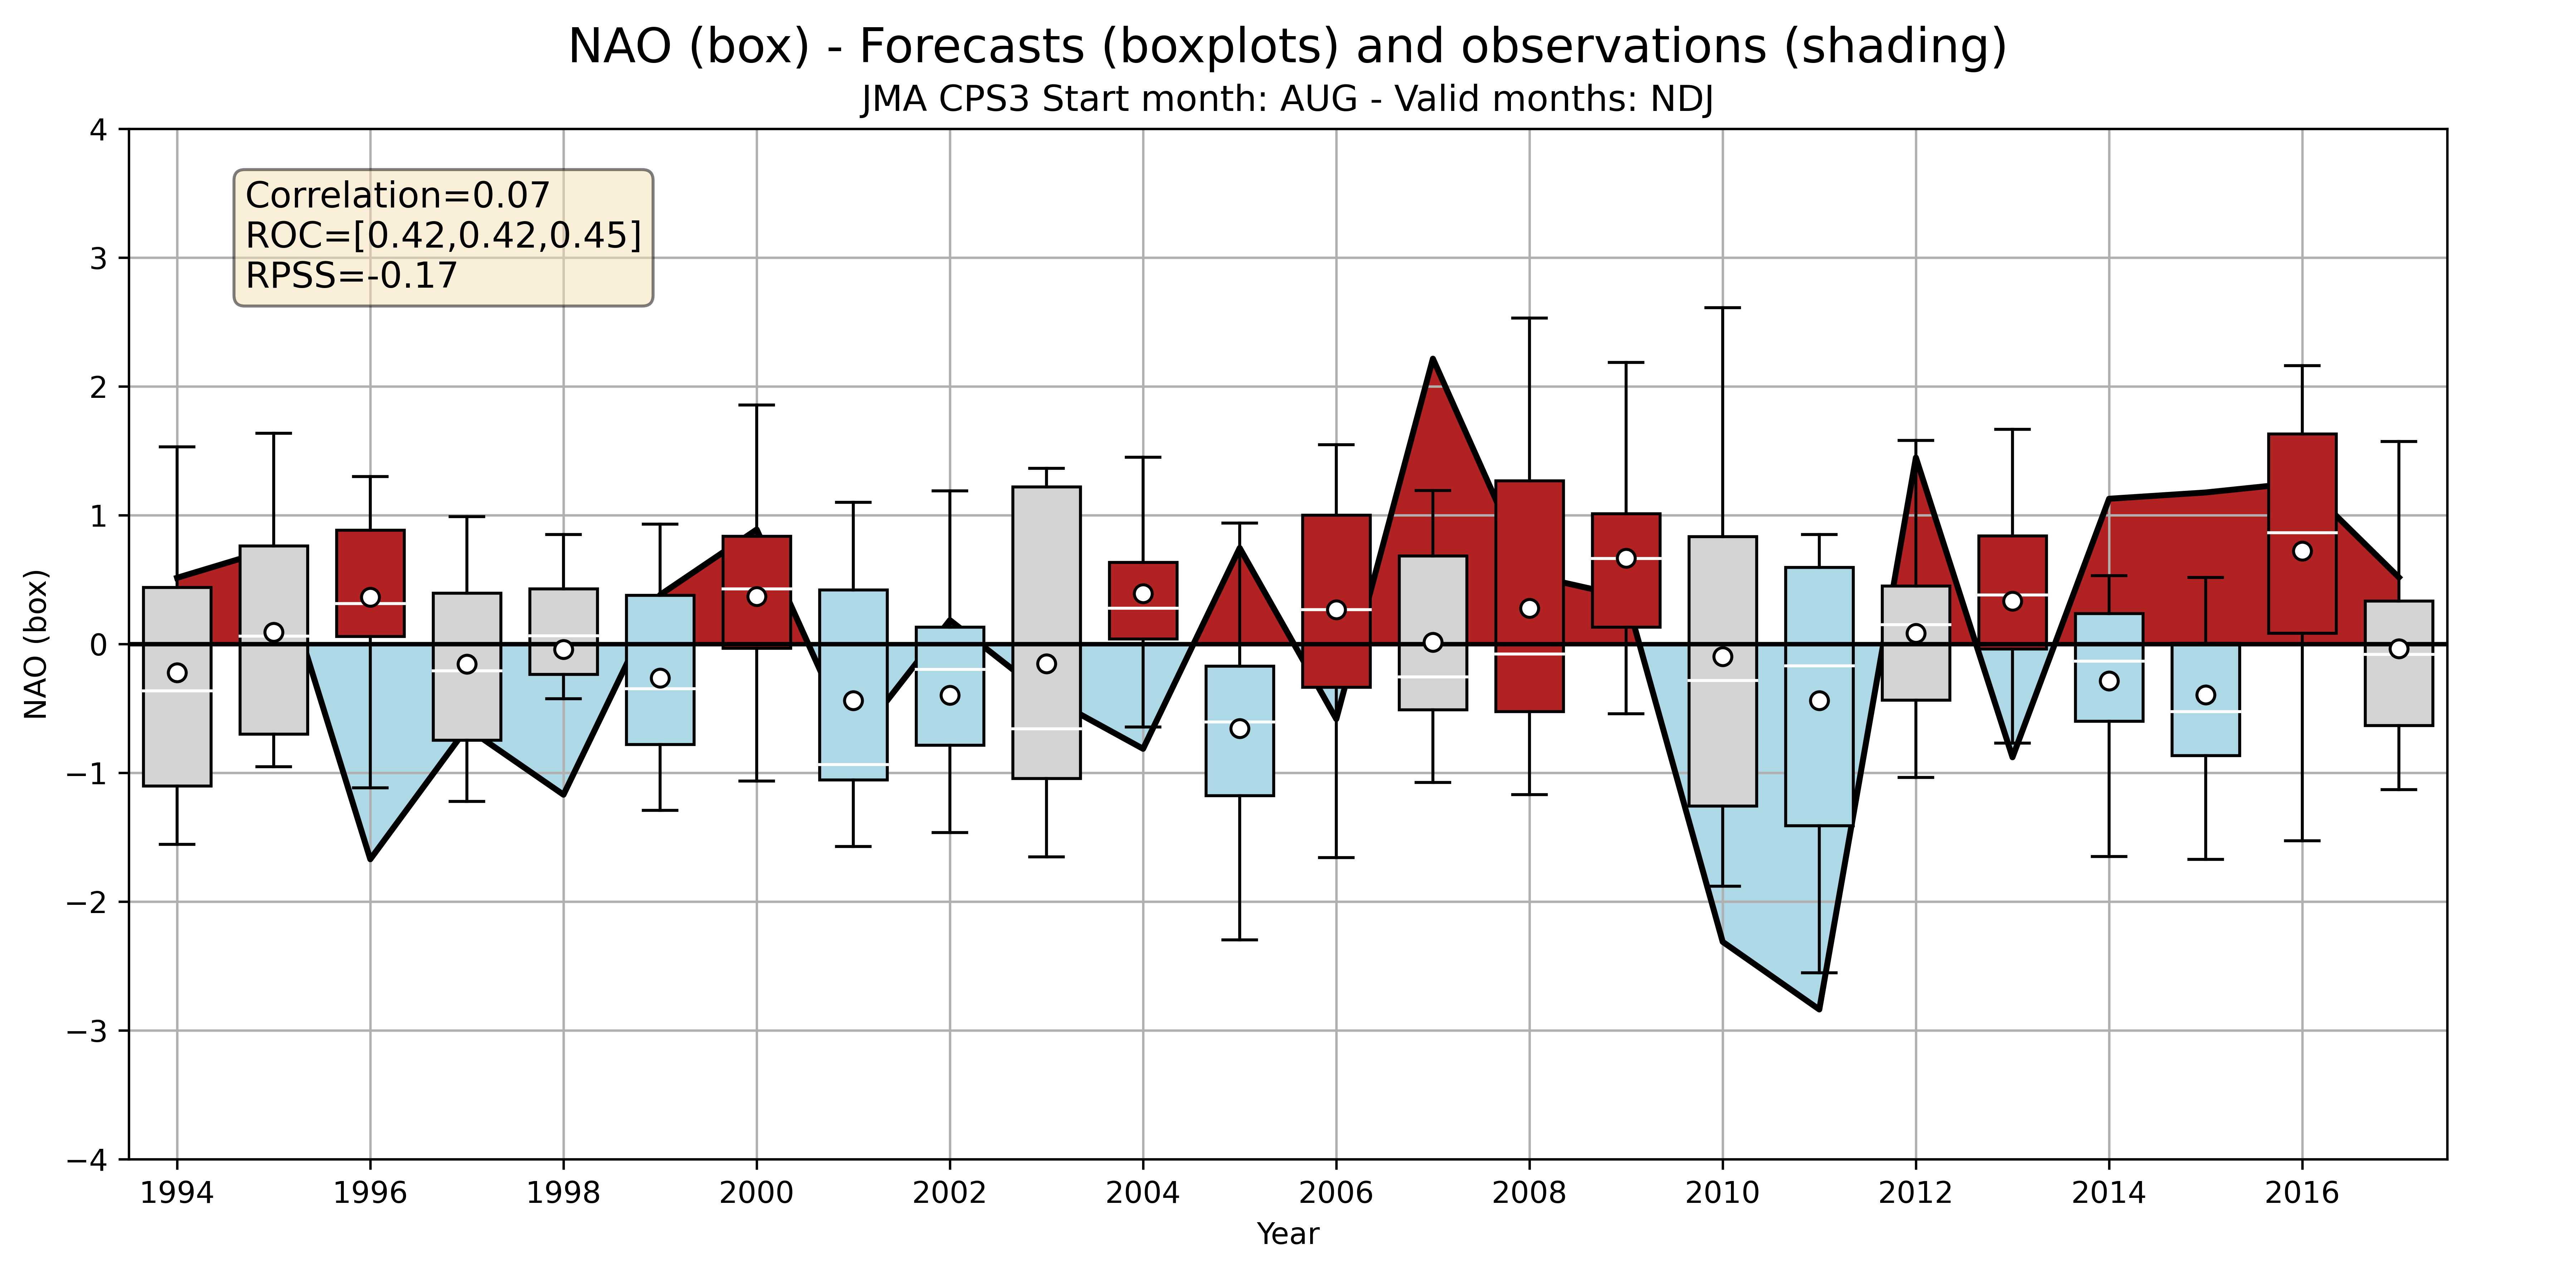 NAO (box) - Forecasts (boxplots) and observations (shading)
JMA CPS3 Start month: AUG - Valid months: NDJ
Correlation=0.07
ROC=[0.42,0.42,0.45]
RPSS=-0.17
NAO (box)
4
3
2
1
0
−1
−2
−3
−4
1994 1996 1998 2000 2002 2004 2006 2008 2010 2012 2014 2016
Year